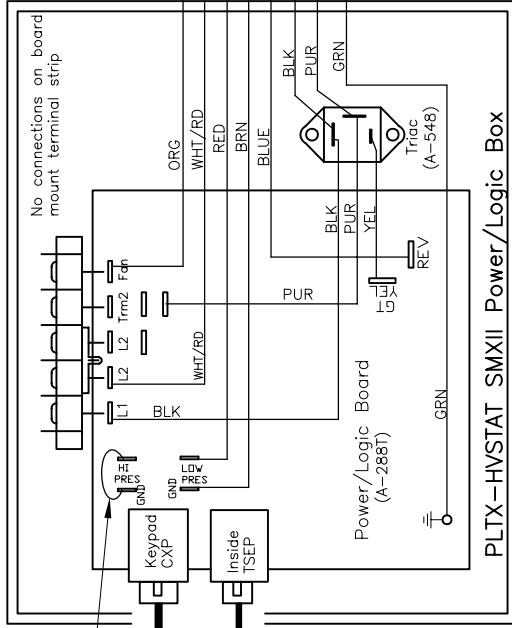 No connections on board
mount terminal strip
ORG
WHT/RD
RED
BRN
BLUE
BLK
PUR
GRN
Triac
(A-548)
BLK
PUR
YEL
Fan
Trm2
L2
L2
L1
PUR
WHT/RD
BLK
REV
GT
YEL
HI
PRES
GND
LOW
PRES
GND
Power/Logic Board
(A-288T)
GRN
Keypad
CXP
Inside
TSEP
PLTX-HVSTAT SMXII Power/Logic Box